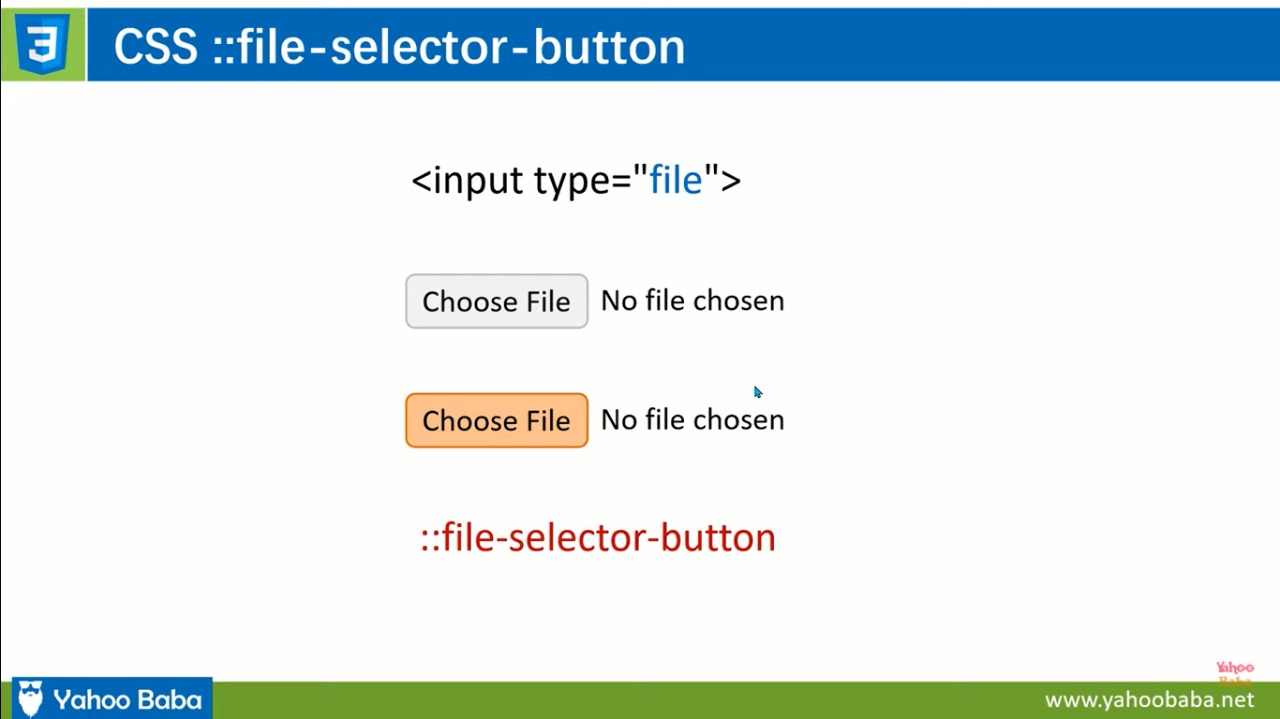 3
CSS ::file-selector-button
<input type="file">
Choose File No file chosen
Choose File No file chosen
::file-selector-button
Yahoo
Baba
Yahoo Baba
www.yahoobaba.net